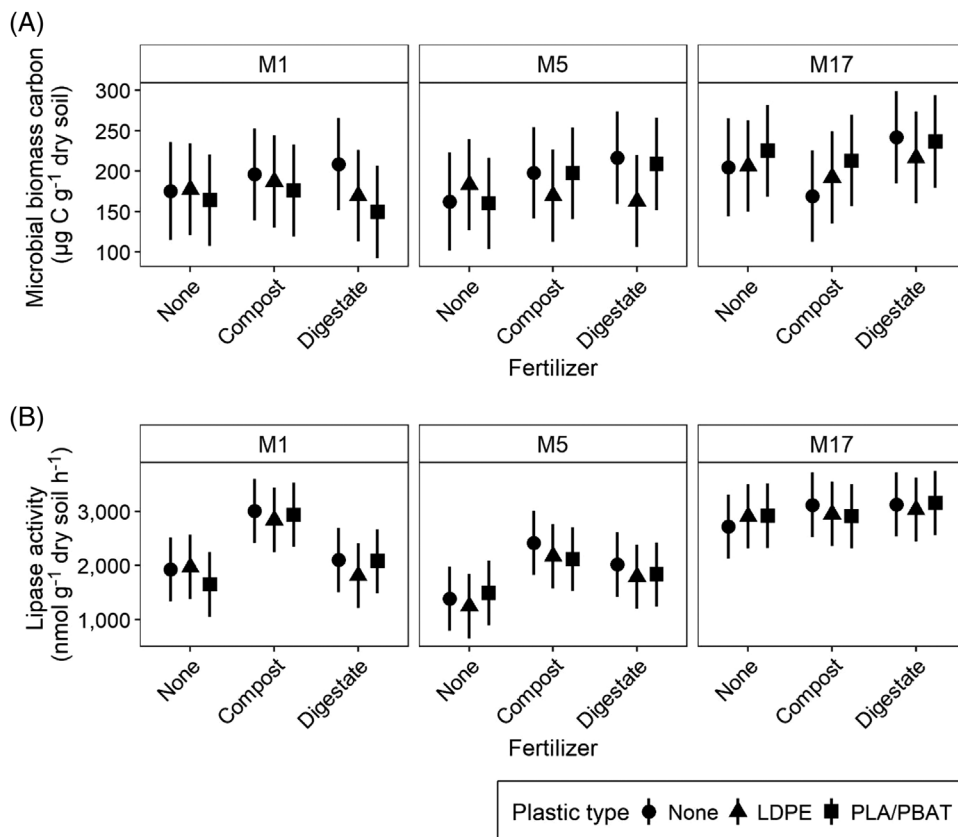 (A)
M1 M5 M17
Microbial biomass carbon
(µg C g⁻¹ dry soil)
300
250
200
150
100
None Compost Digestate None Compost Digestate None Compost Digestate
Fertilizer
(B)
M1 M5 M17
Lipase activity
(nmol g⁻¹ dry soil h⁻¹)
3,000
2,000
1,000
None Compost Digestate None Compost Digestate None Compost Digestate
Fertilizer
Plastic type None LDPE PLA/PBAT